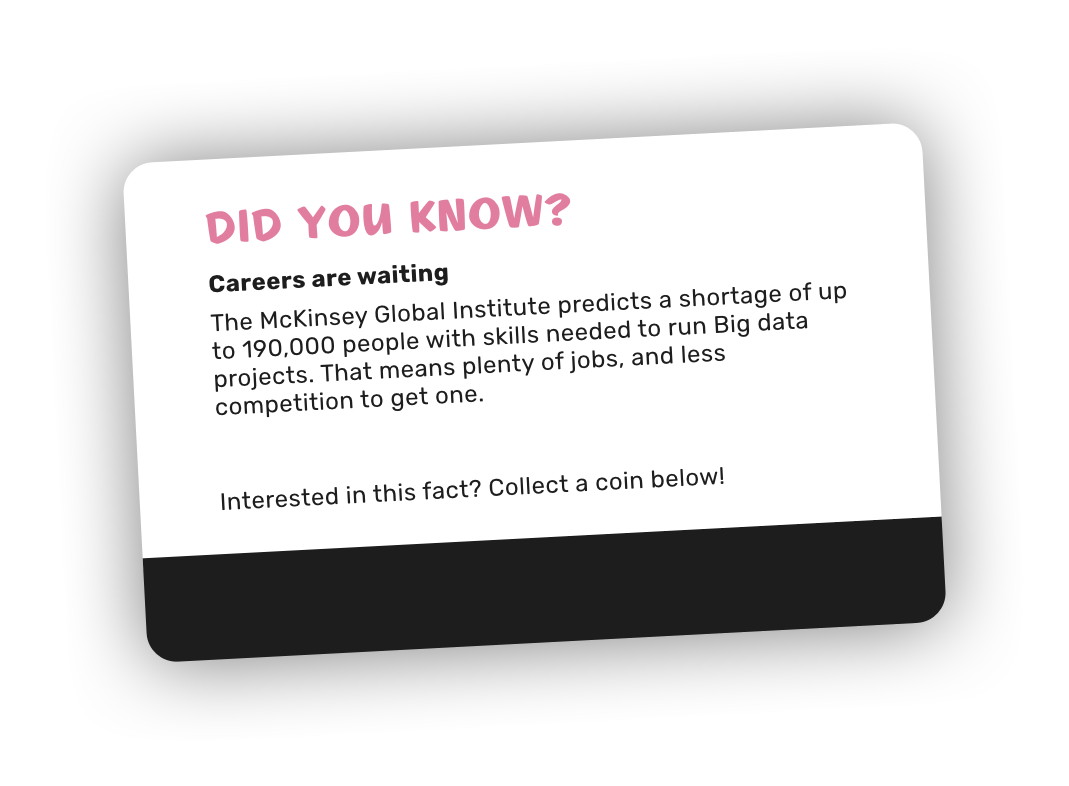 DID YOU KNOW?
Careers are waiting
The McKinsey Global Institute predicts a shortage of up
to 190,000 people with skills needed to run Big data
projects. That means plenty of jobs, and less
competition to get one.
Interested in this fact? Collect a coin below!